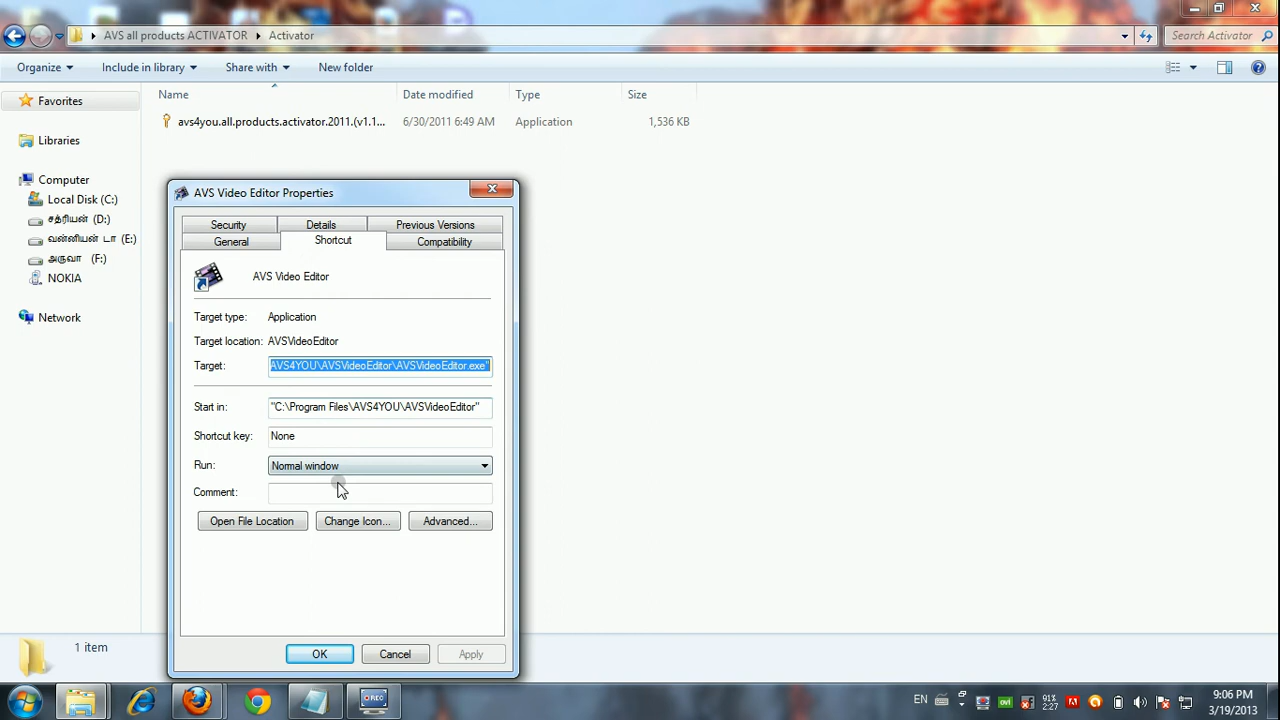 AVS all products ACTIVATOR
Activator
Search Activator
Organize
Include in library
Share with
New folder
Name
Date modified
Type
Size
Favorites
avs4you.all.products.activator.2011.(v1.1...
6/30/2011 6:49 AM
Application
1,536 KB
Libraries
Computer
Local Disk (C:)
சத்ரியன் (D:)
வன்னியன் டா (E:)
அருவா (F:)
NOKIA
Network
AVS Video Editor Properties
Security
Details
Previous Versions
General
Shortcut
Compatibility
AVS Video Editor
Target type:
Application
Target location:
AVSVideoEditor
Target:
AVS4YOU\AVSVideoEditor\AVSVideoEditor.exe"
Start in:
"C:\Program Files\AVS4YOU\AVSVideoEditor"
Shortcut key:
None
Run:
Normal window
Comment:
Open File Location
Change Icon...
Advanced...
OK
Cancel
Apply
1 item
REC
EN
ovi
91%
2:27
9:06 PM
3/19/2013